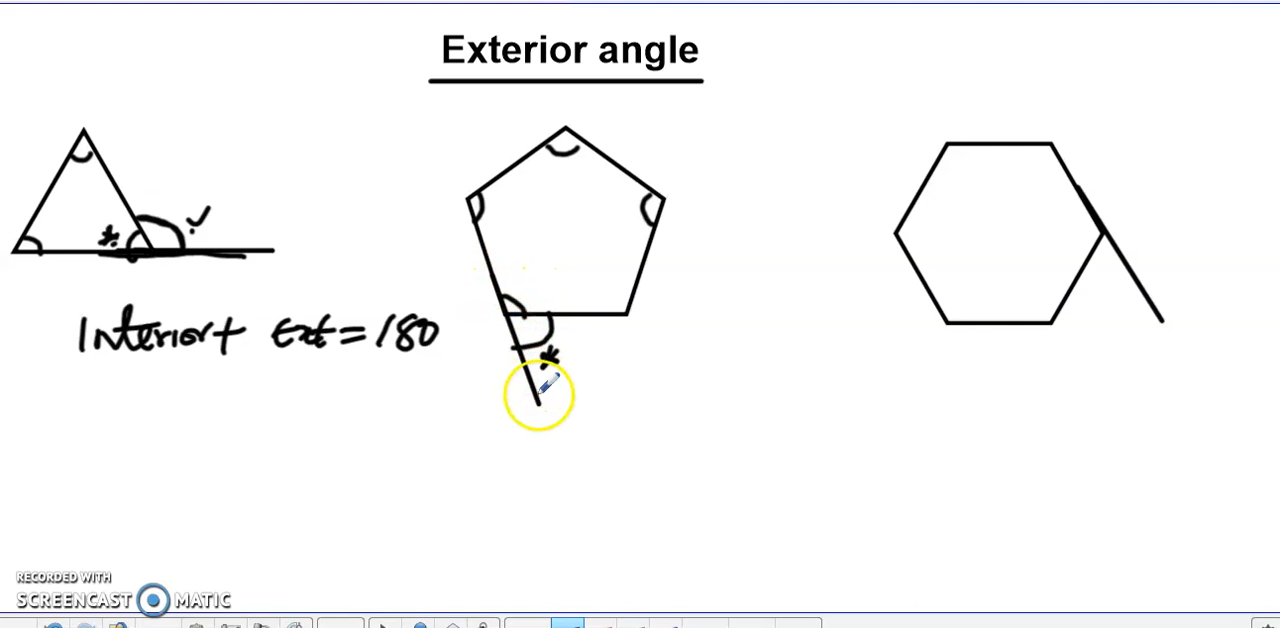 Exterior angle
Interior + Ext = 180
RECORDED WITH
SCREENCAST MATIC